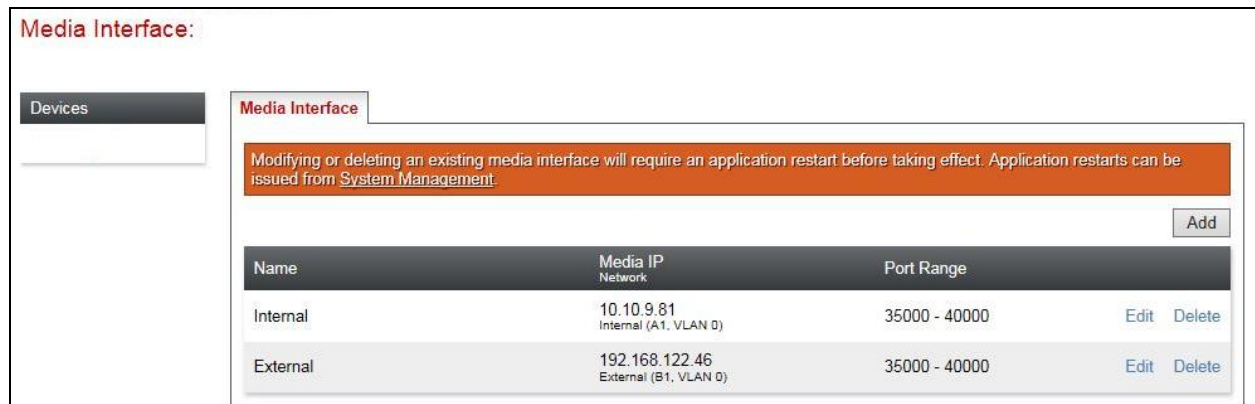 Media Interface:
Devices
Media Interface
Modifying or deleting an existing media interface will require an application restart before taking effect. Application restarts can be
issued from System Management.
Add
Name Media IP Port Range
Network
Internal 10.10.9.81 35000 - 40000 Edit Delete
Internal (A1, VLAN 0)
External 192.168.122.46 35000 - 40000 Edit Delete
External (B1, VLAN 0)